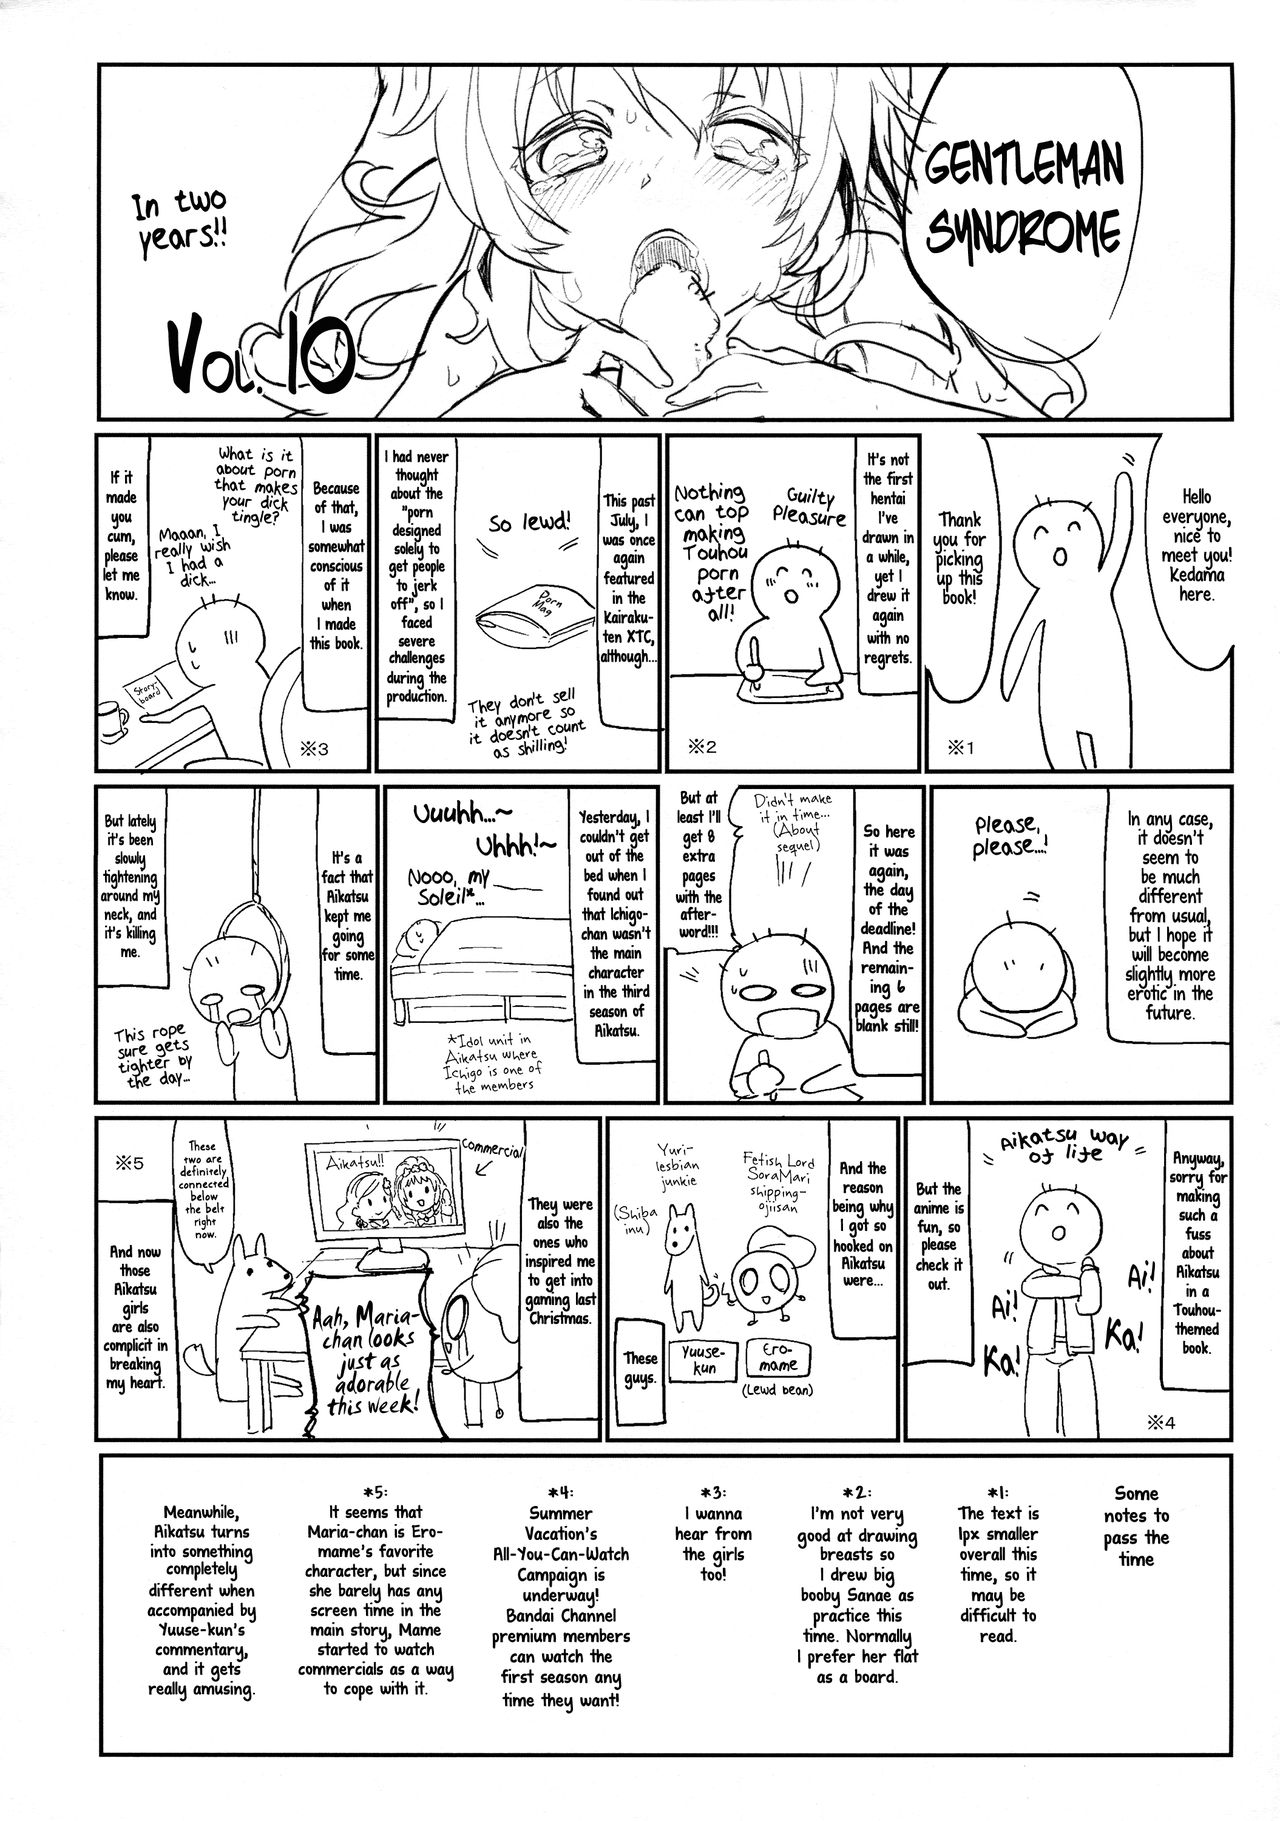 GENTLEMAN
SYNDROME
In two
years!!
Vol. 10
Hello
everyone,
nice to
meet you!
Kedama
here.
Thank
you for
picking
up this
book!
※1
It's not
the first
hentai
I've
drawn in
a while,
yet I
drew it
again
with no
regrets.
Guilty
Pleasure
Nothing
can top
making
Touhou
porn
after
all!
※2
This past
July, I
was once
again
featured
in the
Kairaku-
ten XTC,
although...
So lewd!
Porn
Mag
They don't sell
it anymore so
it doesn't count
as shilling!
I had never
thought
about the
"porn
designed
solely to
get people
to jerk
off", so I
faced
severe
challenges
during the
production.
Because
of that,
I was
somewhat
conscious
of it
when
I made
this book.
What is it
about porn
that makes
your dick
tingle?
Maaan, I
really wish
I had a
dick...
Story-
board
If it
made
you
cum,
please
let me
know.
※3
In any case,
it doesn't
seem to
be much
different
from usual,
but I hope it
will become
slightly more
erotic in the
future.
Please,
please...!
So here
it was
again,
the day
of the
deadline!
And the
remain-
ing 6
pages are
blank still!
Didn't make
it in time...
(About
sequel)
But at
least I'll
get 8
extra
pages
with the
after-
word!!!
Yesterday, I
couldn't get
out of the
bed when I
found out
that Ichigo-
chan wasn't
the main
character
in the third
season of
Aikatsu.
Uuuhh...~
Uhhh!~
Nooo, my
Soleil*...
*Idol unit in
Aikatsu where
Ichigo is one of
the members
It's a
fact that
Aikatsu
kept me
going
for some
time.
But lately
it's been
slowly
tightening
around my
neck, and
it's killing
me.
This rope
sure gets
tighter by
the day...
Anyway,
sorry for
making
such a
fuss
about
Aikatsu
in a
Touhou-
themed
book.
Aikatsu way
of life
Ai!
Ka!
Ai!
Ka!
But the
anime is
fun, so
please
check it
out.
※4
And the
reason
being why
I got so
hooked on
Aikatsu
were...
Fetish Lord
SoraMari
shipping-
ojiisan
Yuri-
lesbian
junkie
(Shiba
inu)
Ero-
mame
(Lewd bean)
Yuuse-
kun
These
guys.
They were
also the
ones who
inspired me
to get into
gaming last
Christmas.
Commercial
Aikatsu!!
Aah, Maria-
chan looks
just as
adorable
this week!
These
two are
definitely
connected
below
the belt
right
now.
※5
And now
those
Aikatsu
girls
are also
complicit in
breaking
my heart.
Some
notes to
pass the
time
*1:
The text is
1px smaller
overall this
time, so it
may be
difficult to
read.
*2:
I'm not very
good at drawing
breasts so
I drew big
booby Sanae as
practice this
time. Normally
I prefer her flat
as a board.
*3:
I wanna
hear from
the girls
too!
*4:
Summer
Vacation's
All-You-Can-Watch
Campaign is
underway!
Bandai Channel
premium members
can watch the
first season any
time they want!
*5:
It seems that
Maria-chan is Ero-
mame's favorite
character, but since
she barely has any
screen time in the
main story, Mame
started to watch
commercials as a way
to cope with it.
Meanwhile,
Aikatsu turns
into something
completely
different when
accompanied by
Yuuse-kun's
commentary,
and it gets
really amusing.